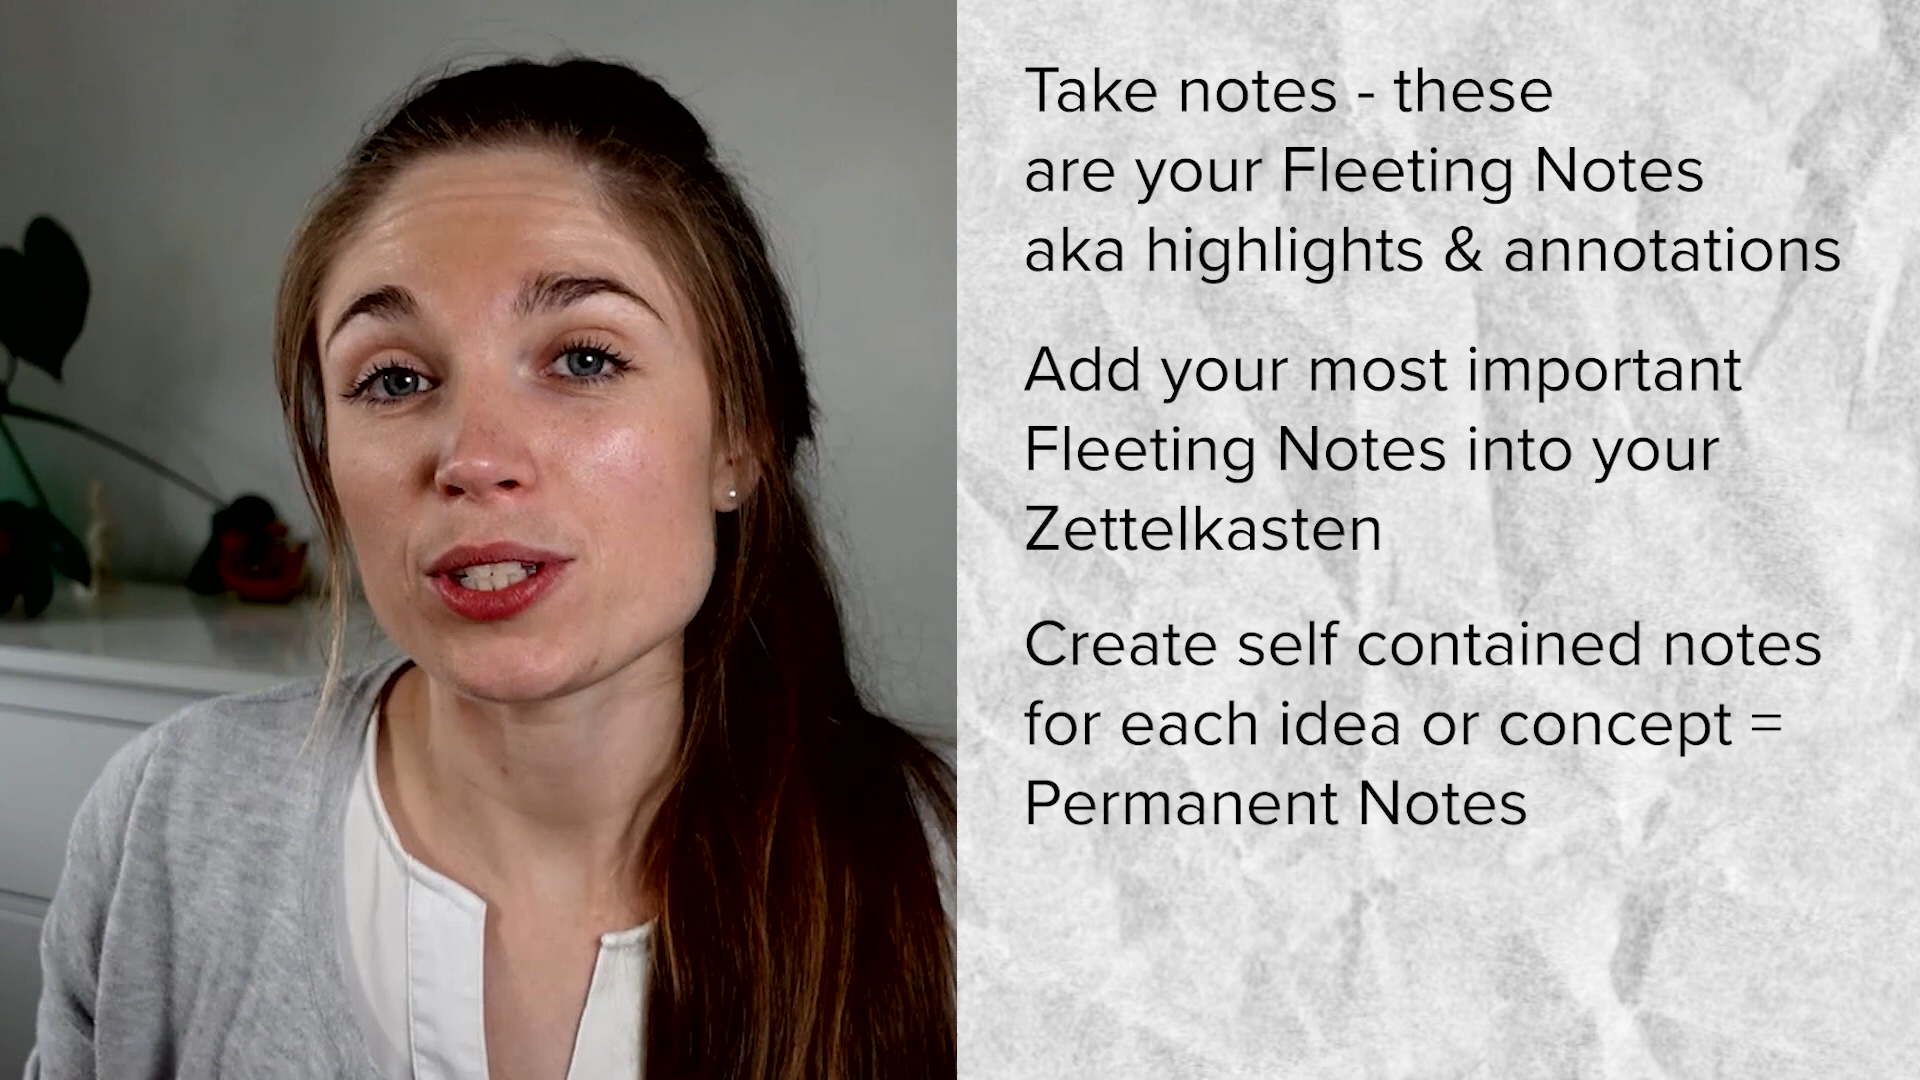 Take notes - these
are your Fleeting Notes
aka highlights & annotations
Add your most important
Fleeting Notes into your
Zettelkasten
Create self contained notes
for each idea or concept =
Permanent Notes